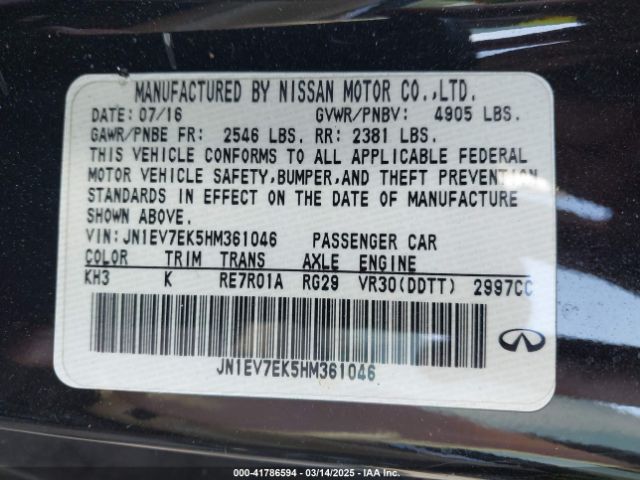 MANUFACTURED BY NISSAN MOTOR CO.,LTD.
DATE: 07/16 GVWR/PNBV: 4905 LBS.
GAWR/PNBE FR: 2546 LBS. RR: 2381 LBS.
THIS VEHICLE CONFORMS TO ALL APPLICABLE FEDERAL
MOTOR VEHICLE SAFETY,BUMPER,AND THEFT PREVENTION
STANDARDS IN EFFECT ON THE DATE OF MANUFACTURE
SHOWN ABOVE.
VIN: JN1EV7EK5HM361046 PASSENGER CAR
COLOR TRIM TRANS AXLE ENGINE
KH3 K RE7R01A RG29 VR30(DDTT) 2997CC
JN1EV7EK5HM361046
000-41786594 — 03/14/2025 — IAA Inc.